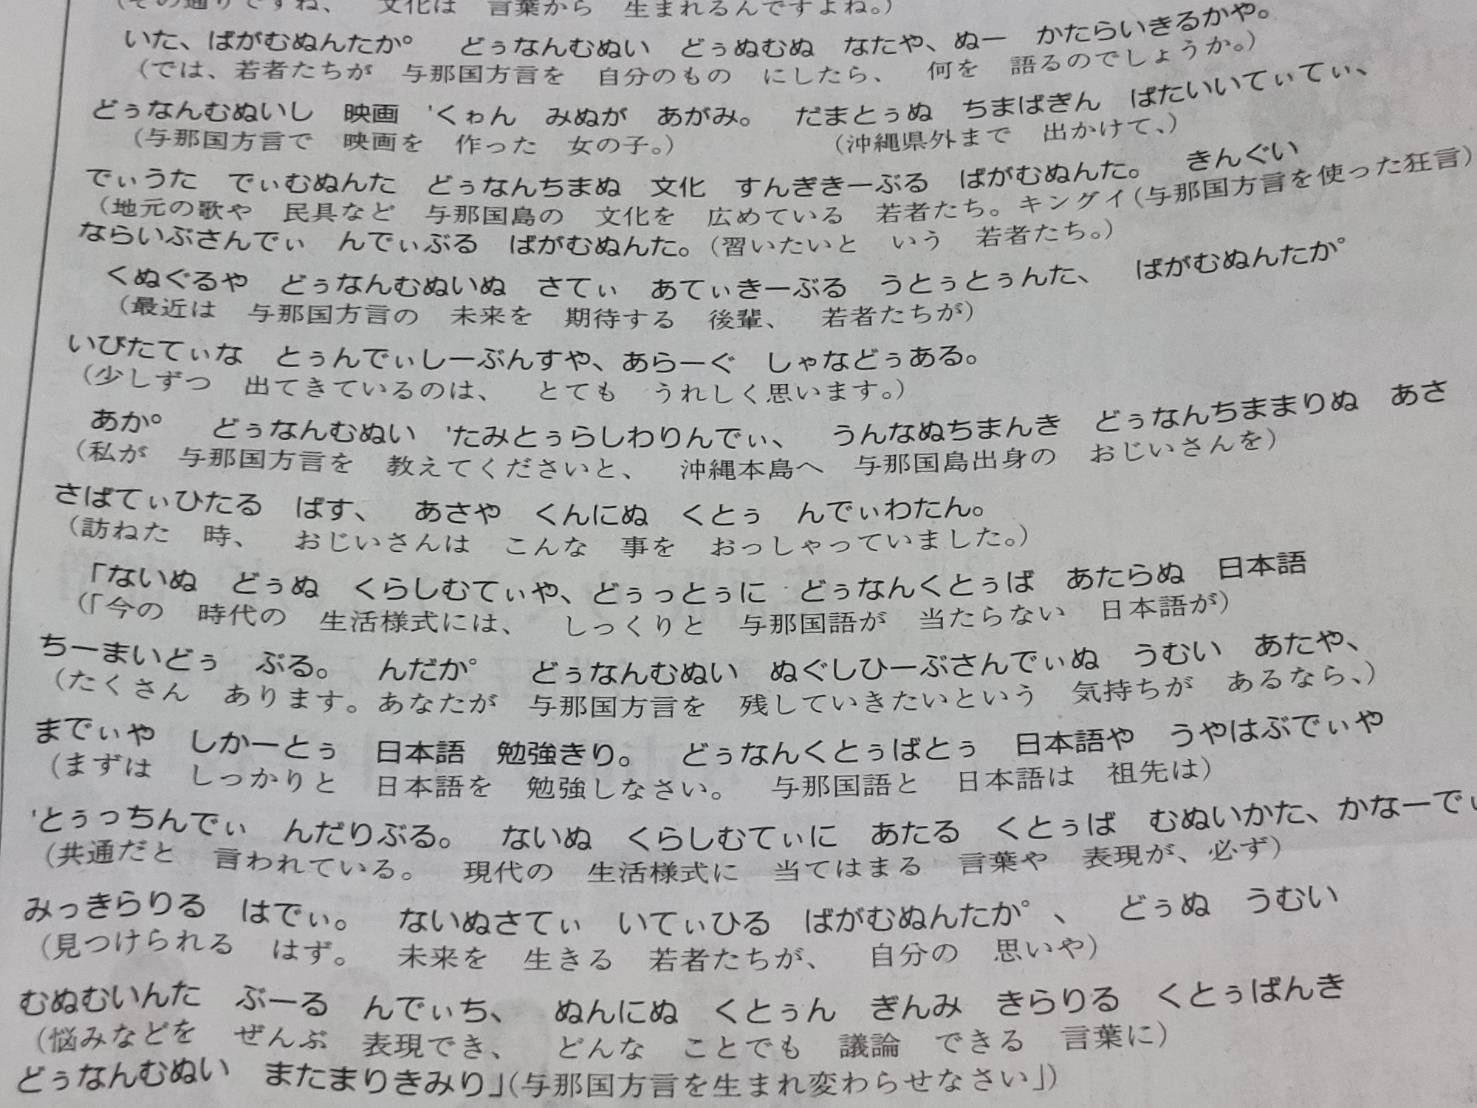 (その通りですね、　文化は　言葉から　生まれるんですよね。)
いた、ばがむぬんたか゚　どぅなんむぬい　どぅぬむぬ　なたや、ぬー　かたらいきるかや。
(では、若者たちが　与那国方言を　自分のもの　にしたら、　何を　語るのでしょうか。)
どぅなんむぬいし　映画　'くゎん　みぬが　あがみ。　だまとぅぬ　ちまばぎん　ばたいいてぃてぃ、
(与那国方言で　映画を　作った　女の子。)　(沖縄県外まで　出かけて、)
でぃうた　でぃむぬんた　どぅなんちまぬ　文化　すんぎきーぶる　ばがむぬんた。　きんぐい
(地元の歌や　民具など　与那国島の　文化を　広めている　若者たち。キングイ(与那国方言を使った狂言)
ならいぶさんでぃ　んでぃぶる　ばがむぬんた。(習いたいと　いう　若者たち。)
くぬぐるや　どぅなんむぬいぬ　さてぃ　あてぃきーぶる　うとぅとぅんた、　ばがむぬんたか゚
(最近は　与那国方言の　未来を　期待する　後輩、　若者たちが)
いびたてぃな　とぅんでぃしーぶんすや、あらーぐ　しゃなどぅある。
(少しずつ　出てきているのは、　とても　うれしく思います。)
あか゚　どぅなんむぬい　'たみとぅらしわりんでぃ、　うんなぬちまんき　どぅなんちままりぬ　あさ
(私が　与那国方言を　教えてくださいと、　沖縄本島へ　与那国島出身の　おじいさんを)
さばてぃひたる　ばす、　あさや　くんにぬ　くとぅ　んでぃわたん。
(訪ねた　時、　おじいさんは　こんな　事を　おっしゃっていました。)
「ないぬ　どぅぬ　くらしむてぃや、どぅっとぅに　どぅなんくとぅば　あたらぬ　日本語
(「今の　時代の　生活様式には、　しっくりと　与那国語が　当たらない　日本語が)
ちーまいどぅ　ぶる。　んだか゚　どぅなんむぬい　ぬぐしひーぶさんでぃぬ　うむい　あたや、
(たくさん　あります。あなたが　与那国方言を　残していきたいという　気持ちが　あるなら、)
までぃや　しかーとぅ　日本語　勉強きり。　どぅなんくとぅばとぅ　日本語や　うやはぶでぃや
(まずは　しっかりと　日本語を　勉強しなさい。　与那国語と　日本語は　祖先は)
'とぅっちんでぃ　んだりぶる。　ないぬ　くらしむてぃに　あたる　くとぅば　むぬいかた、かなーでぃ
(共通だと　言われている。　現代の　生活様式に　当てはまる　言葉や　表現が、必ず)
みっきらりる　はでぃ。　ないぬさてぃ　いてぃひる　ばがむぬんたか゚、　どぅぬ　うむい
(見つけられる　はず。　未来を　生きる　若者たちが、　自分の　思いや)
むぬむいんた　ぶーる　んでぃち、　ぬんにぬ　くとぅん　ぎんみ　きらりる　くとぅばんき
(悩みなどを　ぜんぶ　表現でき、　どんな　ことでも　議論　できる　言葉に)
どぅなんむぬい　またまりきみり」(与那国方言を生まれ変わらせなさい」)